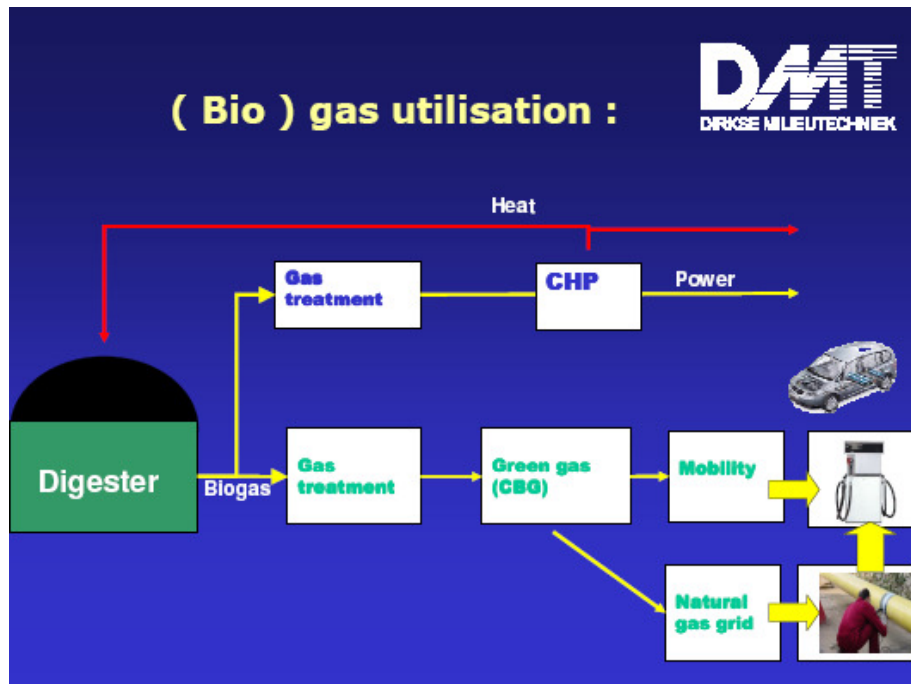 ( Bio ) gas utilisation :
DMT
DIRKSE MILIEUTECHNIEK
Heat
Gas
treatment
CHP
Power
Digester
Biogas
Gas
treatment
Green gas
(CBG)
Mobility
Natural
gas grid